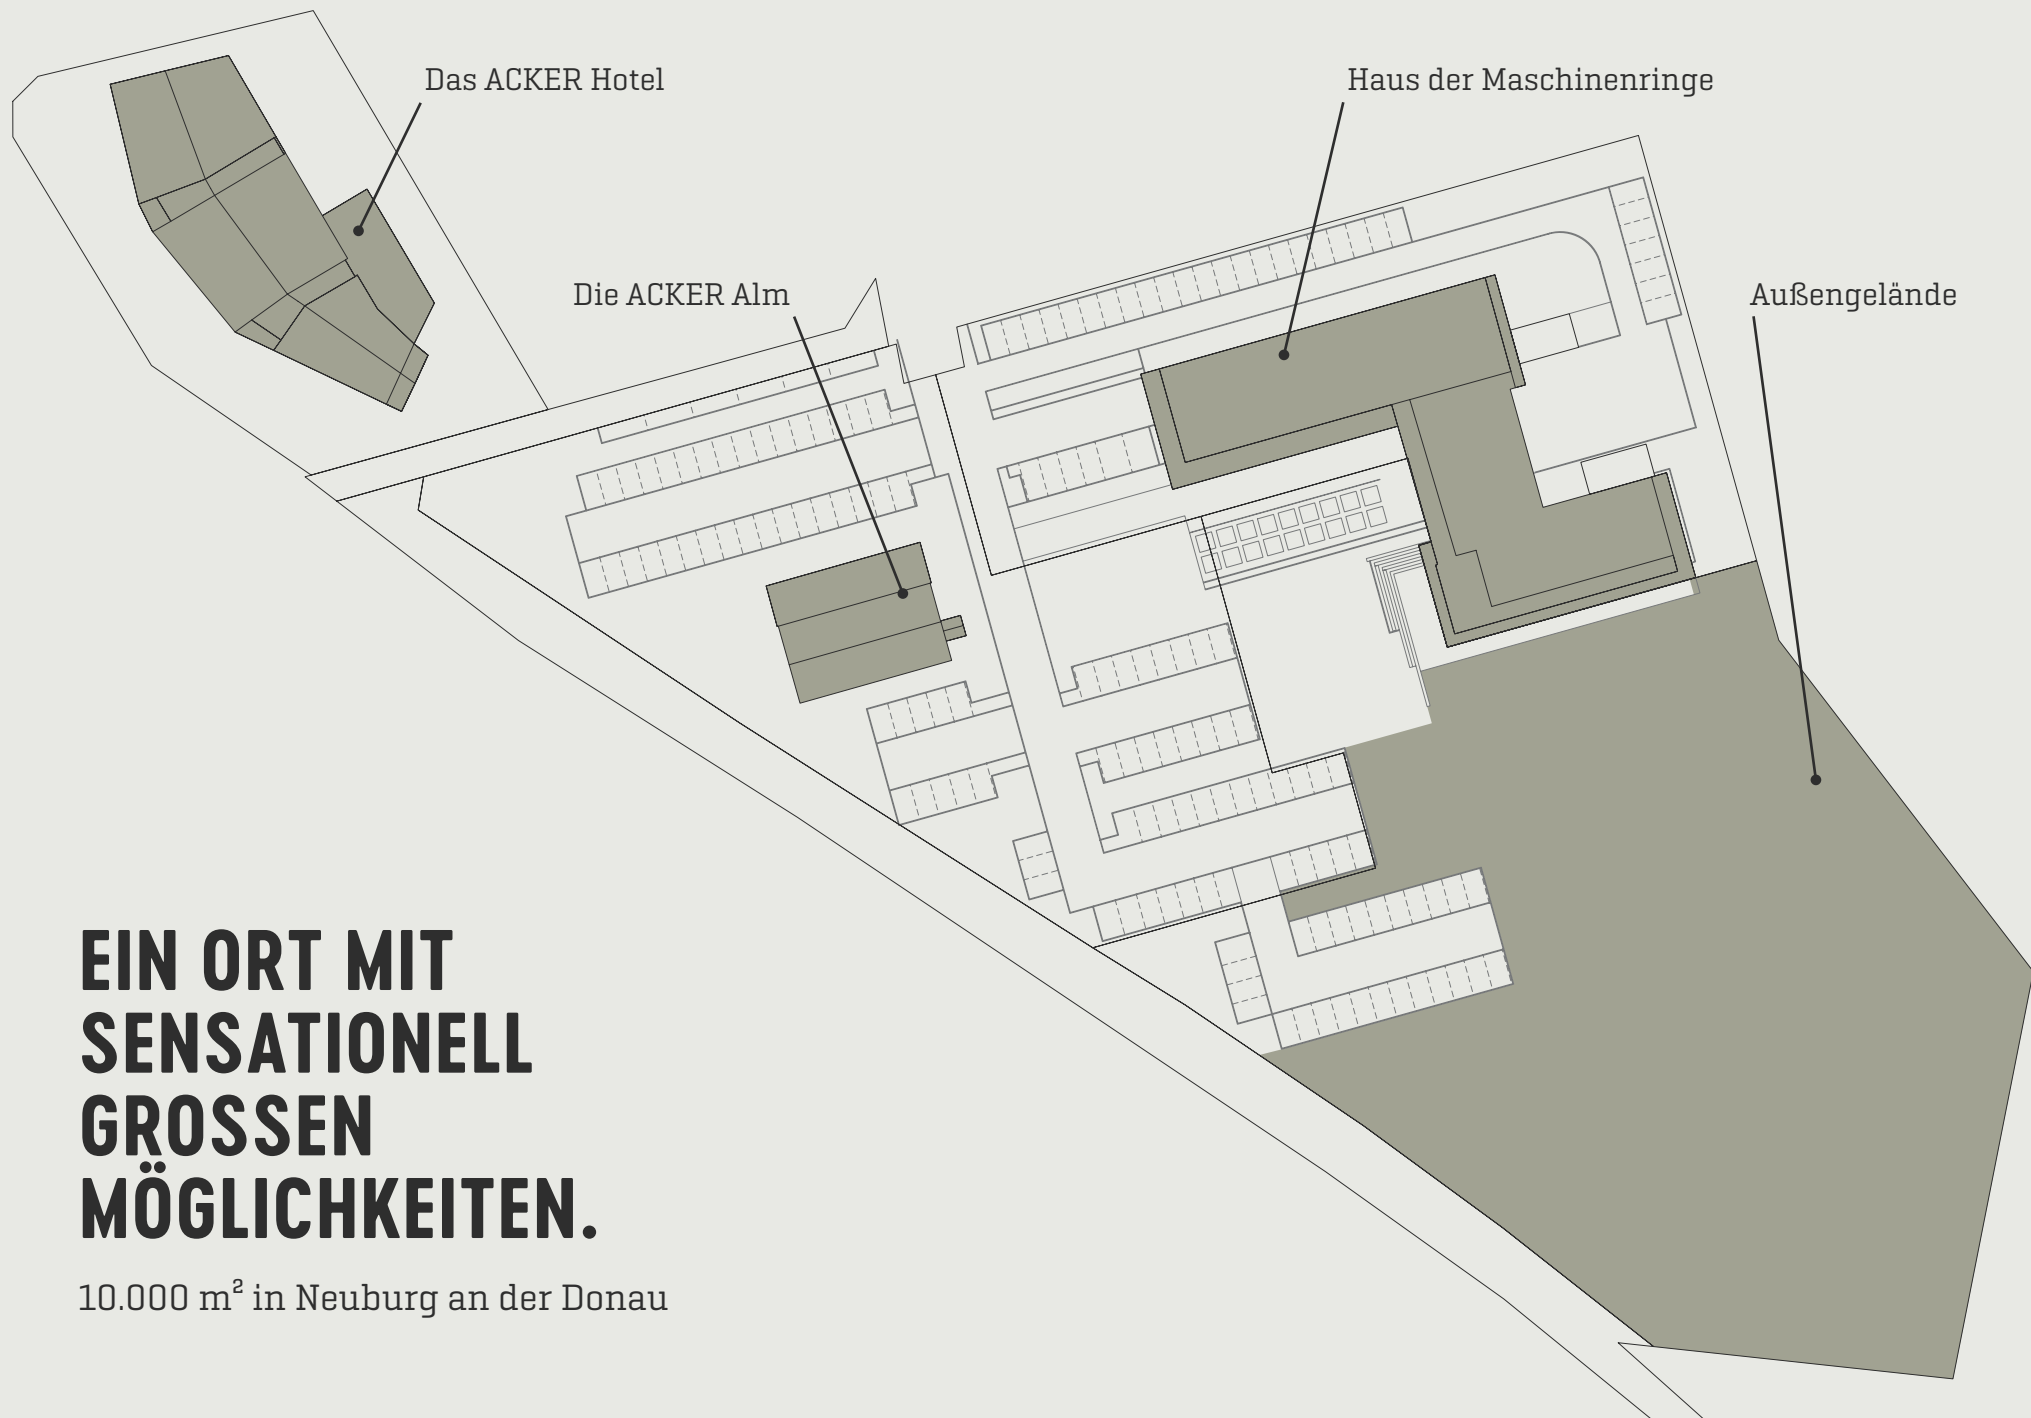 Das ACKER Hotel
Haus der Maschinenringe
Die ACKER Alm
Außengelände
EIN ORT MIT
SENSATIONELL
GROSSEN
MÖGLICHKEITEN.
10.000 m² in Neuburg an der Donau